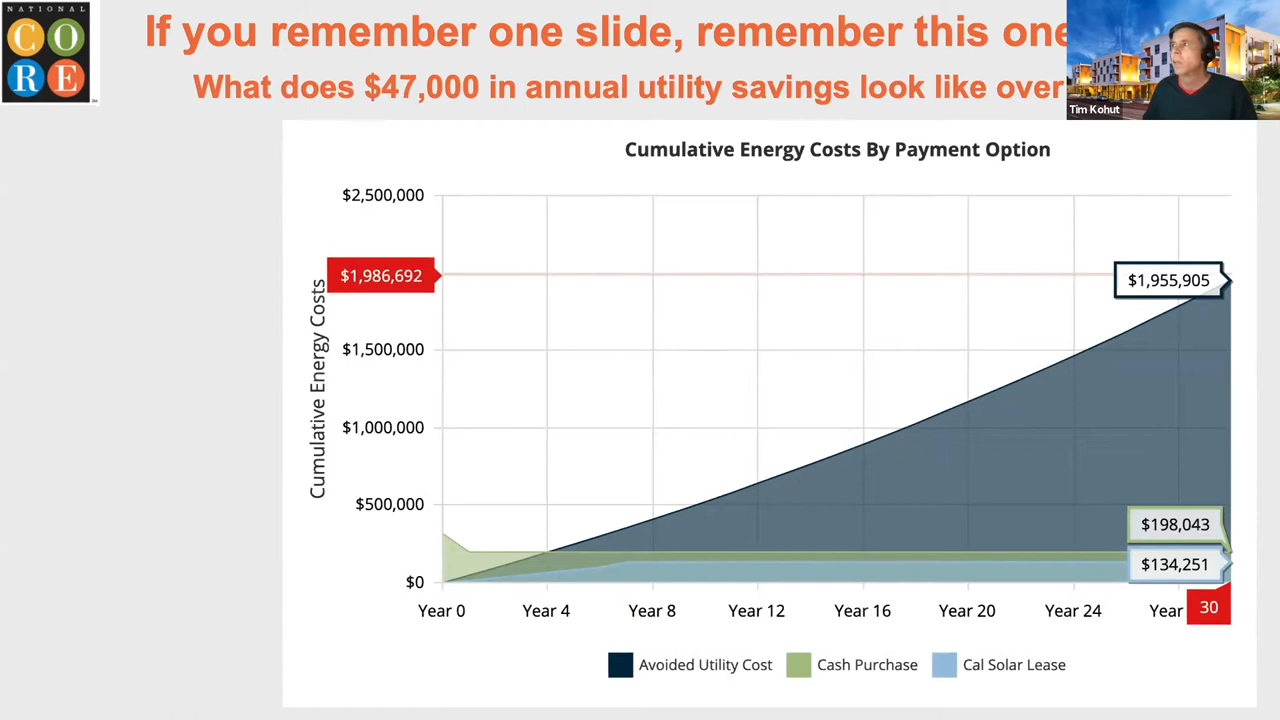 NATIONAL
CORE
If you remember one slide, remember this one
What does $47,000 in annual utility savings look like over
Tim Kohut
Cumulative Energy Costs By Payment Option
Cumulative Energy Costs
$2,500,000
$1,986,692
$1,955,905
$1,500,000
$1,000,000
$500,000
$198,043
$134,251
$0
Year 0 Year 4 Year 8 Year 12 Year 16 Year 20 Year 24 Year 30
Avoided Utility Cost Cash Purchase Cal Solar Lease